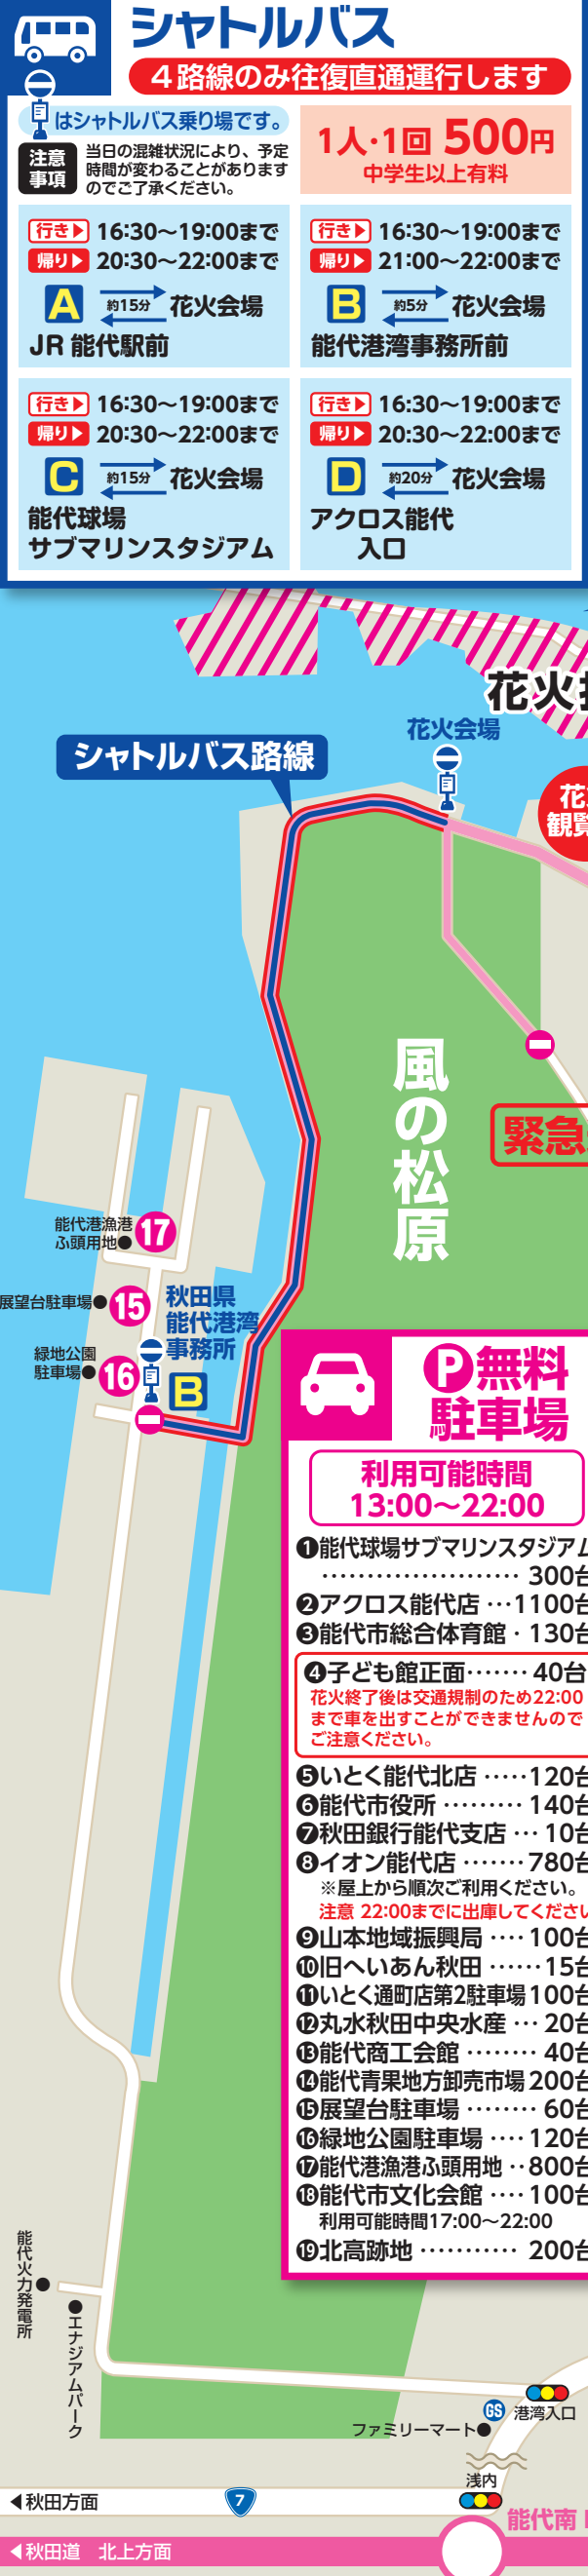 シャトルバス
4路線のみ往復直通運行します
はシャトルバス乗り場です。
注意
事項
当日の混雑状況により、予定
時間が変わることがあります
のでご了承ください。
1人・1回 500円
中学生以上有料
行き 16:30～19:00まで
帰り 20:30～22:00まで
A 約15分 花火会場
JR 能代駅前
行き 16:30～19:00まで
帰り 21:00～22:00まで
B 約5分 花火会場
能代港湾事務所前
行き 16:30～19:00まで
帰り 20:30～22:00まで
C 約15分 花火会場
能代球場
サブマリンスタジアム
行き 16:30～19:00まで
帰り 20:30～22:00まで
D 約20分 花火会場
アクロス能代
入口
花火
花火会場
シャトルバス路線
花
観覧
風の松原
緊急
能代港漁港
ふ頭用地● 17
展望台駐車場● 15
緑地公園
駐車場● 16
秋田県
能代港湾
事務所
B
P無料
駐車場
利用可能時間
13:00～22:00
❶能代球場サブマリンスタジアム
…………………… 300台
❷アクロス能代店 …1100台
❸能代市総合体育館・130台
❹子ども館正面…… 40台
花火終了後は交通規制のため22:00
まで車を出すことができませんので
ご注意ください。
❺いとく能代北店 ……120台
❻能代市役所 ……… 140台
❼秋田銀行能代支店 … 10台
❽イオン能代店 ……780台
※屋上から順次ご利用ください。
注意 22:00までに出庫してください
❾山本地域振興局 …… 100台
❿旧へいあん秋田 ……15台
⓫いとく通町店第2駐車場100台
⓬丸水秋田中央水産 … 20台
⓭能代商工会館 ……… 40台
⓮能代青果地方卸売市場 200台
⓯展望台駐車場 ……… 60台
⓰緑地公園駐車場 …… 120台
⓱能代港漁港ふ頭用地 ‥800台
⓲能代市文化会館 …… 100台
利用可能時間17:00～22:00
⓳北高跡地 ………… 200台
能代火力発電所●
●エナジアムパーク
GS 港湾入口
ファミリーマート●
浅内
◀秋田方面
7
能代南
◀秋田道 北上方面